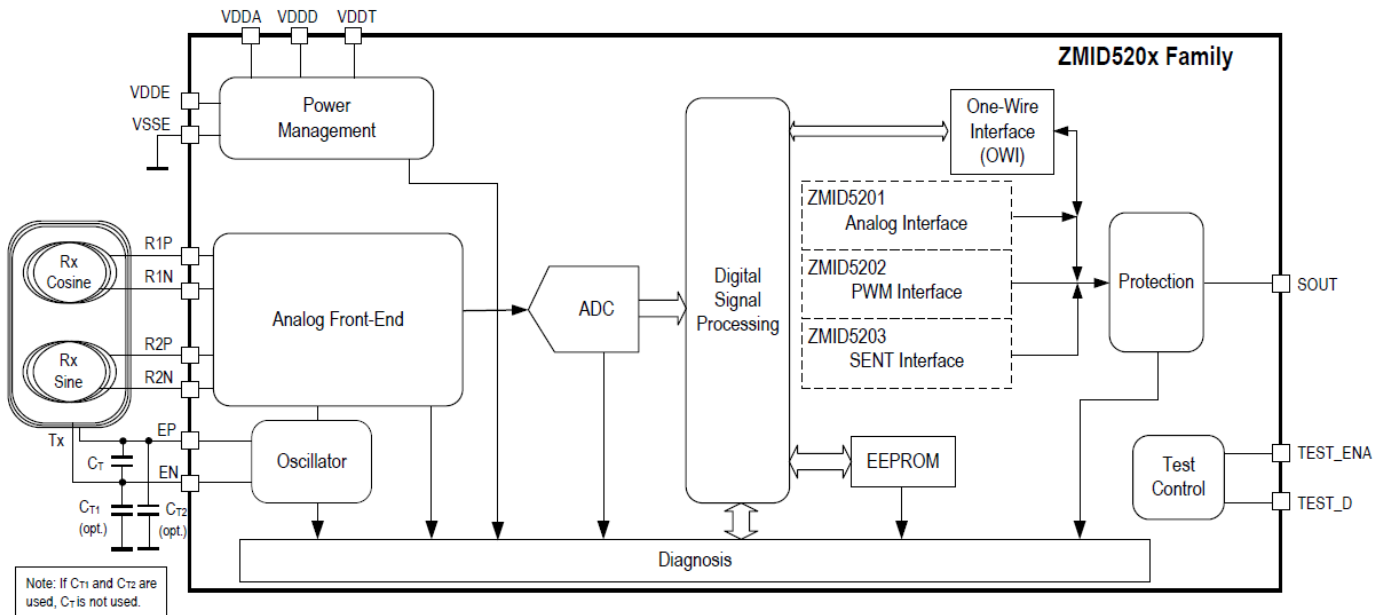 VDDA VDDD VDDT
ZMID520x Family
VDDE
VSSE
Power
Management
One-Wire
Interface
(OWI)
ZMID5201
Analog Interface
ZMID5202
PWM Interface
ZMID5203
SENT Interface
Rx
Cosine
Rx
Sine
Tx
R1P
R1N
R2P
R2N
EP
EN
CT
CT1
(opt.)
CT2
(opt.)
Analog Front-End
ADC
Digital
Signal
Processing
Protection
SOUT
Oscillator
EEPROM
Test
Control
TEST_ENA
TEST_D
Diagnosis
Note: If CT1 and CT2 are
used, CT is not used.